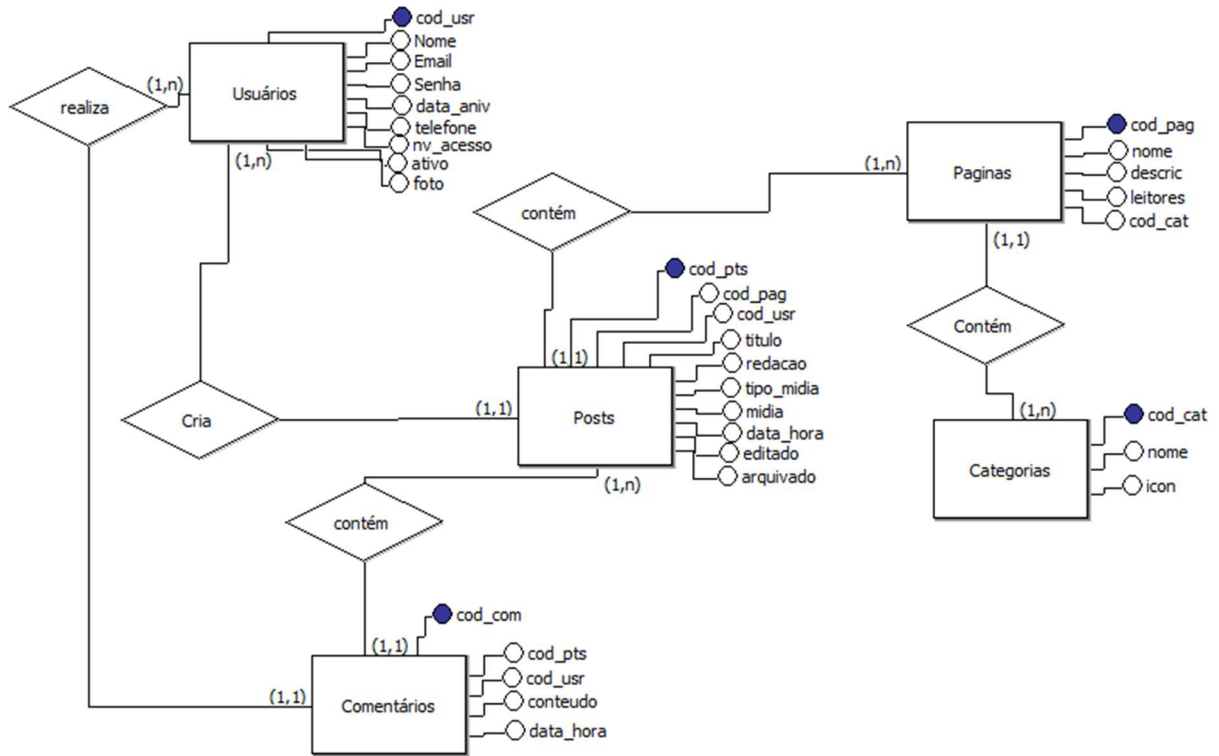 cod_usr
Nome
Email
Senha
data_aniv
telefone
nv_acesso
ativo
foto
Usuários
(1,n)
(1,n)
realiza
cod_pag
nome
descric
leitores
cod_cat
Paginas
(1,n)
(1,1)
contém
cod_pts
cod_pag
cod_usr
titulo
redacao
tipo_midia
midia
data_hora
editado
arquivado
(1,1)
Posts
(1,1)
(1,n)
Contém
Cria
(1,n)
cod_cat
nome
icon
Categorias
contém
cod_com
(1,1)
cod_pts
cod_usr
conteudo
data_hora
(1,1)
Comentários